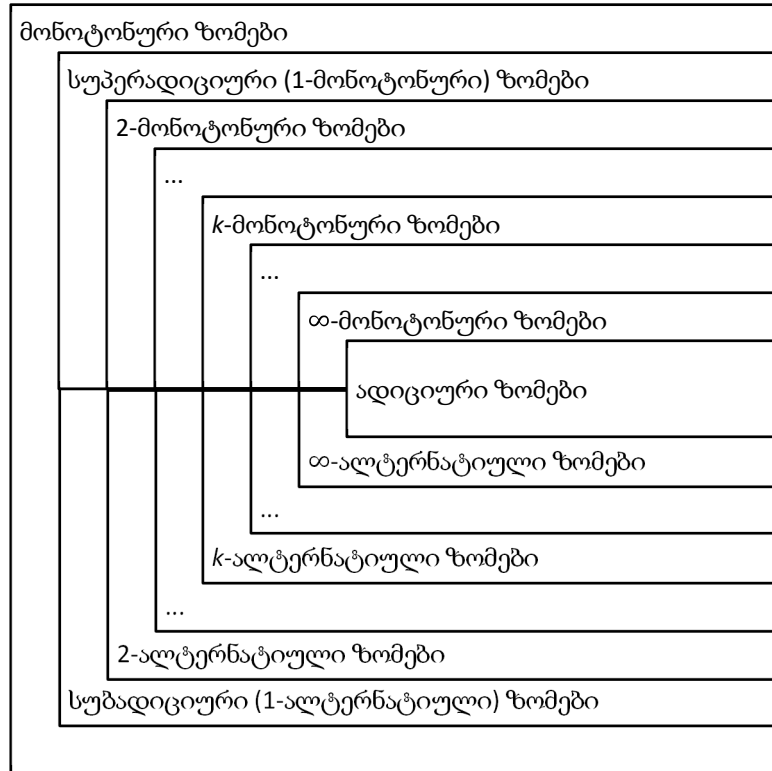 მონოტონური ზომები
სუპერადიციური (1-მონოტონური) ზომები
2-მონოტონური ზომები
...
k-მონოტონური ზომები
...
∞-მონოტონური ზომები
ადიციური ზომები
∞-ალტერნატიული ზომები
...
k-ალტერნატიული ზომები
...
2-ალტერნატიული ზომები
სუბადიციური (1-ალტერნატიული) ზომები